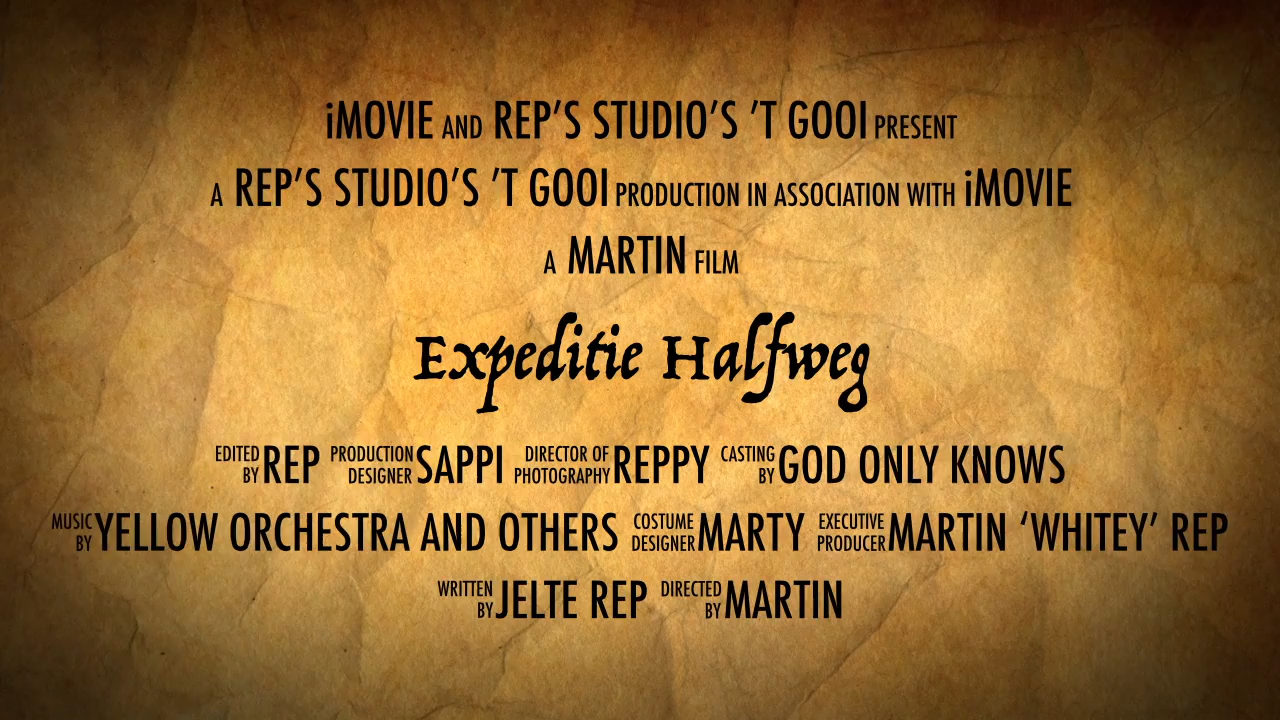 iMOVIE AND REP’S STUDIO’S ’T GOOI PRESENT
A REP’S STUDIO’S ’T GOOI PRODUCTION IN ASSOCIATION WITH iMOVIE
A MARTIN FILM
Expeditie Halfweg
EDITED BY REP PRODUCTION DESIGNER SAPPI DIRECTOR OF PHOTOGRAPHY REPPY CASTING BY GOD ONLY KNOWS
MUSIC BY YELLOW ORCHESTRA AND OTHERS COSTUME DESIGNER MARTY EXECUTIVE PRODUCER MARTIN ‘WHITEY’ REP
WRITTEN BY JELTE REP DIRECTED BY MARTIN